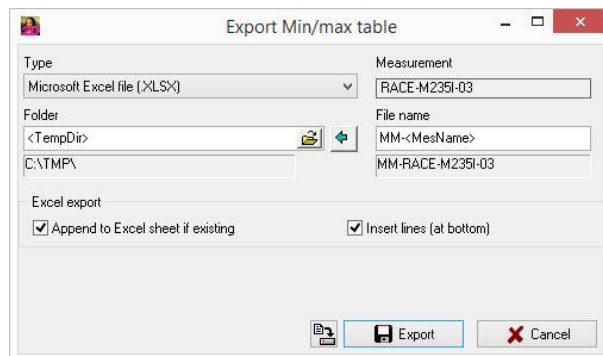 Export Min/max table
Type
Measurement
Microsoft Excel file (.XLSX)
RACE-M235I-03
Folder
File name
<TempDir>
MM-<MesName>
C:\TMP\
MM-RACE-M235I-03
Excel export
Append to Excel sheet if existing
Insert lines (at bottom)
Export
Cancel